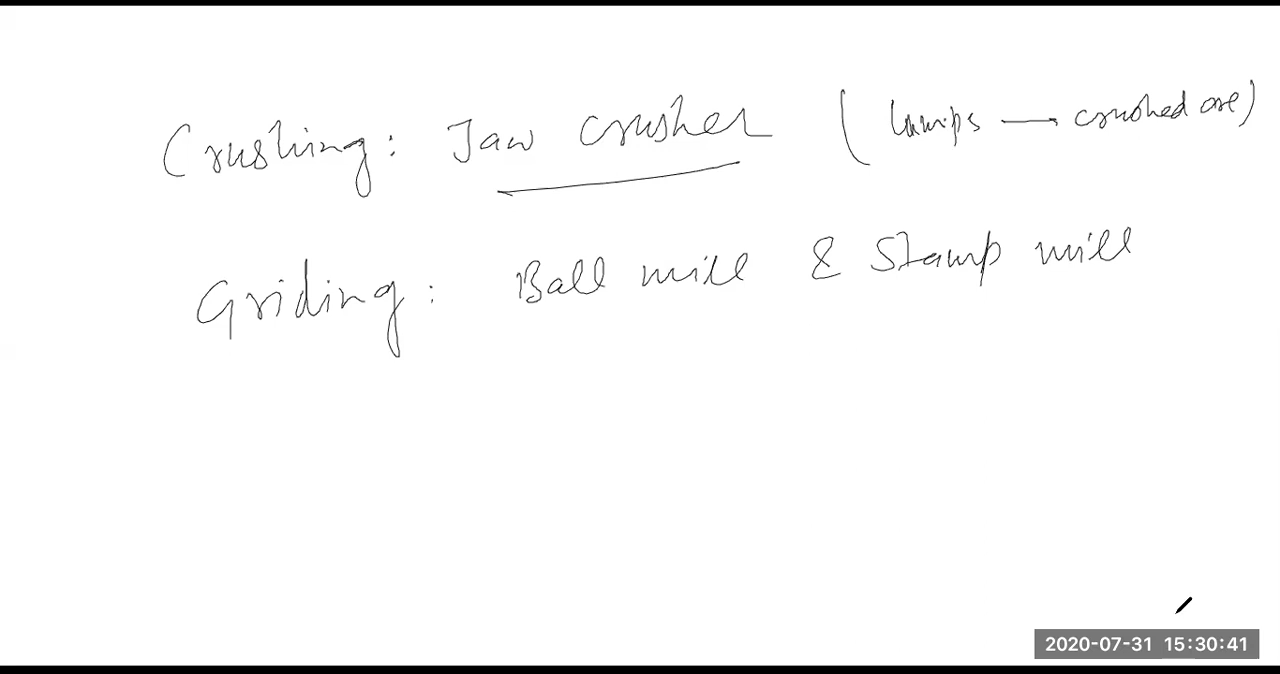 Crushing: Jaw crusher (lumps — crushed ore)
Griding: Ball mill & Stamp mill
2020-07-31 15:30:41